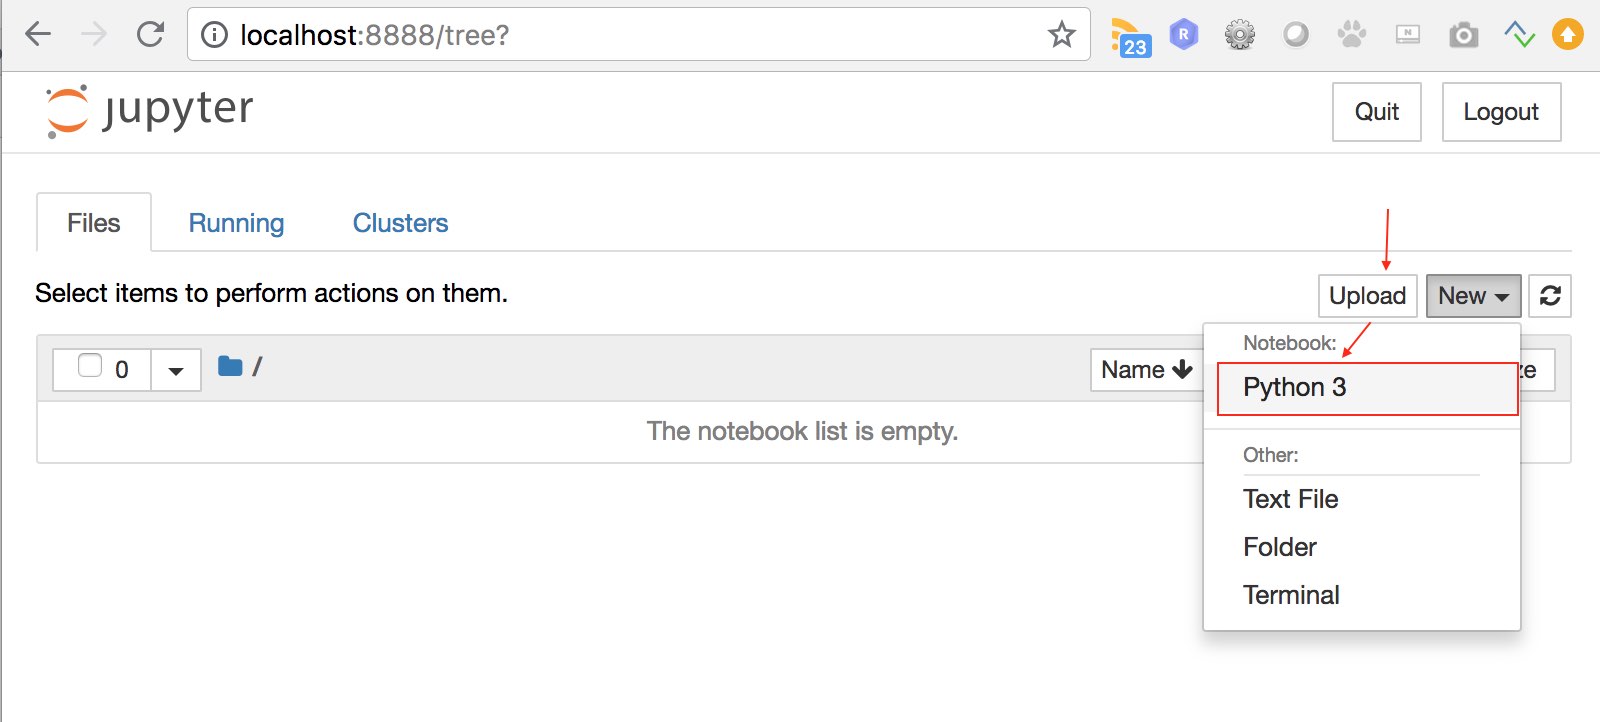 localhost:8888/tree?
23
R
N
jupyter
Quit
Logout
Files
Running
Clusters
Select items to perform actions on them.
Upload
New
0
/
Name
ze
Notebook:
Python 3
The notebook list is empty.
Other:
Text File
Folder
Terminal